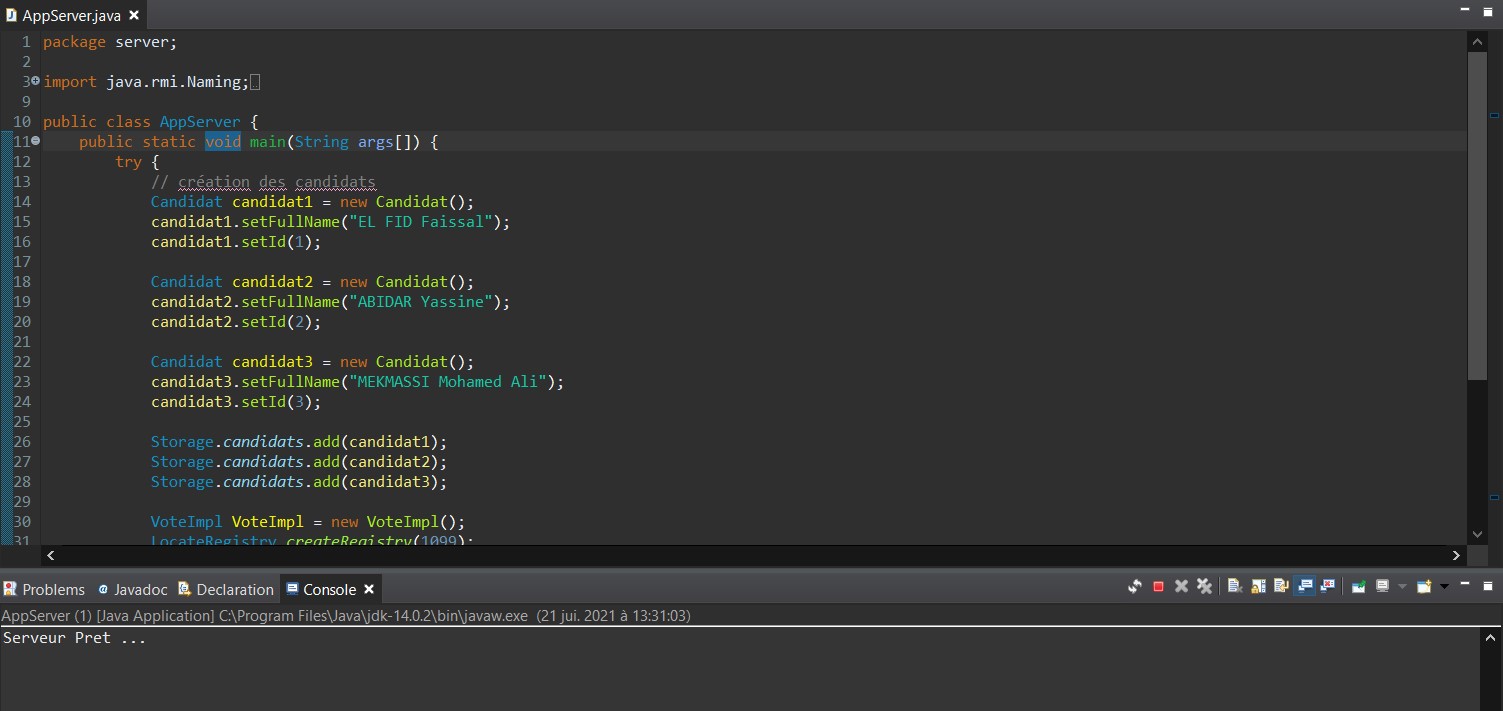 AppServer.java
1 package server;
2
3 import java.rmi.Naming;
9
10 public class AppServer {
11 public static void main(String args[]) {
12 try {
13 // création des candidats
14 Candidat candidat1 = new Candidat();
15 candidat1.setFullName("EL FID Faissal");
16 candidat1.setId(1);
17
18 Candidat candidat2 = new Candidat();
19 candidat2.setFullName("ABIDAR Yassine");
20 candidat2.setId(2);
21
22 Candidat candidat3 = new Candidat();
23 candidat3.setFullName("MEKMASSI Mohamed Ali");
24 candidat3.setId(3);
25
26 Storage.candidats.add(candidat1);
27 Storage.candidats.add(candidat2);
28 Storage.candidats.add(candidat3);
29
30 VoteImpl VoteImpl = new VoteImpl();
31 LocateRegistry.createRegistry(1099);
Problems Javadoc Declaration Console
AppServer (1) [Java Application] C:\Program Files\Java\jdk-14.0.2\bin\javaw.exe (21 jui. 2021 à 13:31:03)
Serveur Pret ...